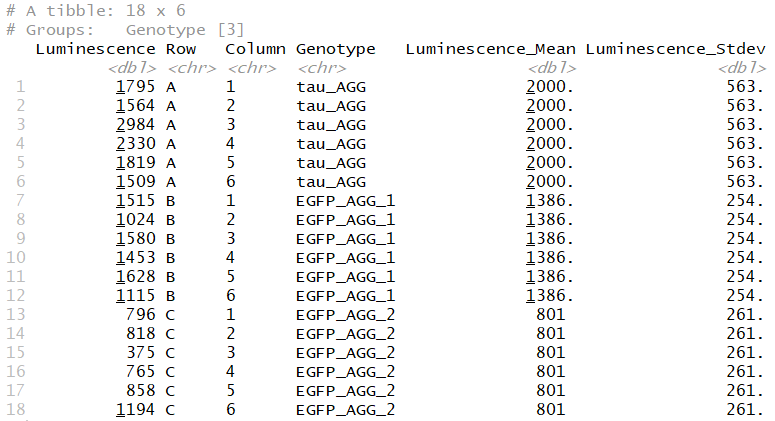 # A tibble: 18 x 6
# Groups:   Genotype [3]
   Luminescence Row   Column Genotype   Luminescence_Mean Luminescence_Stdev
          <dbl> <chr> <chr>  <chr>                  <dbl>              <dbl>
 1         1795 A     1      tau_AGG                2000.               563.
 2         1564 A     2      tau_AGG                2000.               563.
 3         2984 A     3      tau_AGG                2000.               563.
 4         2330 A     4      tau_AGG                2000.               563.
 5         1819 A     5      tau_AGG                2000.               563.
 6         1509 A     6      tau_AGG                2000.               563.
 7         1515 B     1      EGFP_AGG_1             1386.               254.
 8         1024 B     2      EGFP_AGG_1             1386.               254.
 9         1580 B     3      EGFP_AGG_1             1386.               254.
10         1453 B     4      EGFP_AGG_1             1386.               254.
11         1628 B     5      EGFP_AGG_1             1386.               254.
12         1115 B     6      EGFP_AGG_1             1386.               254.
13          796 C     1      EGFP_AGG_2              801                261.
14          818 C     2      EGFP_AGG_2              801                261.
15          375 C     3      EGFP_AGG_2              801                261.
16          765 C     4      EGFP_AGG_2              801                261.
17          858 C     5      EGFP_AGG_2              801                261.
18         1194 C     6      EGFP_AGG_2              801                261.